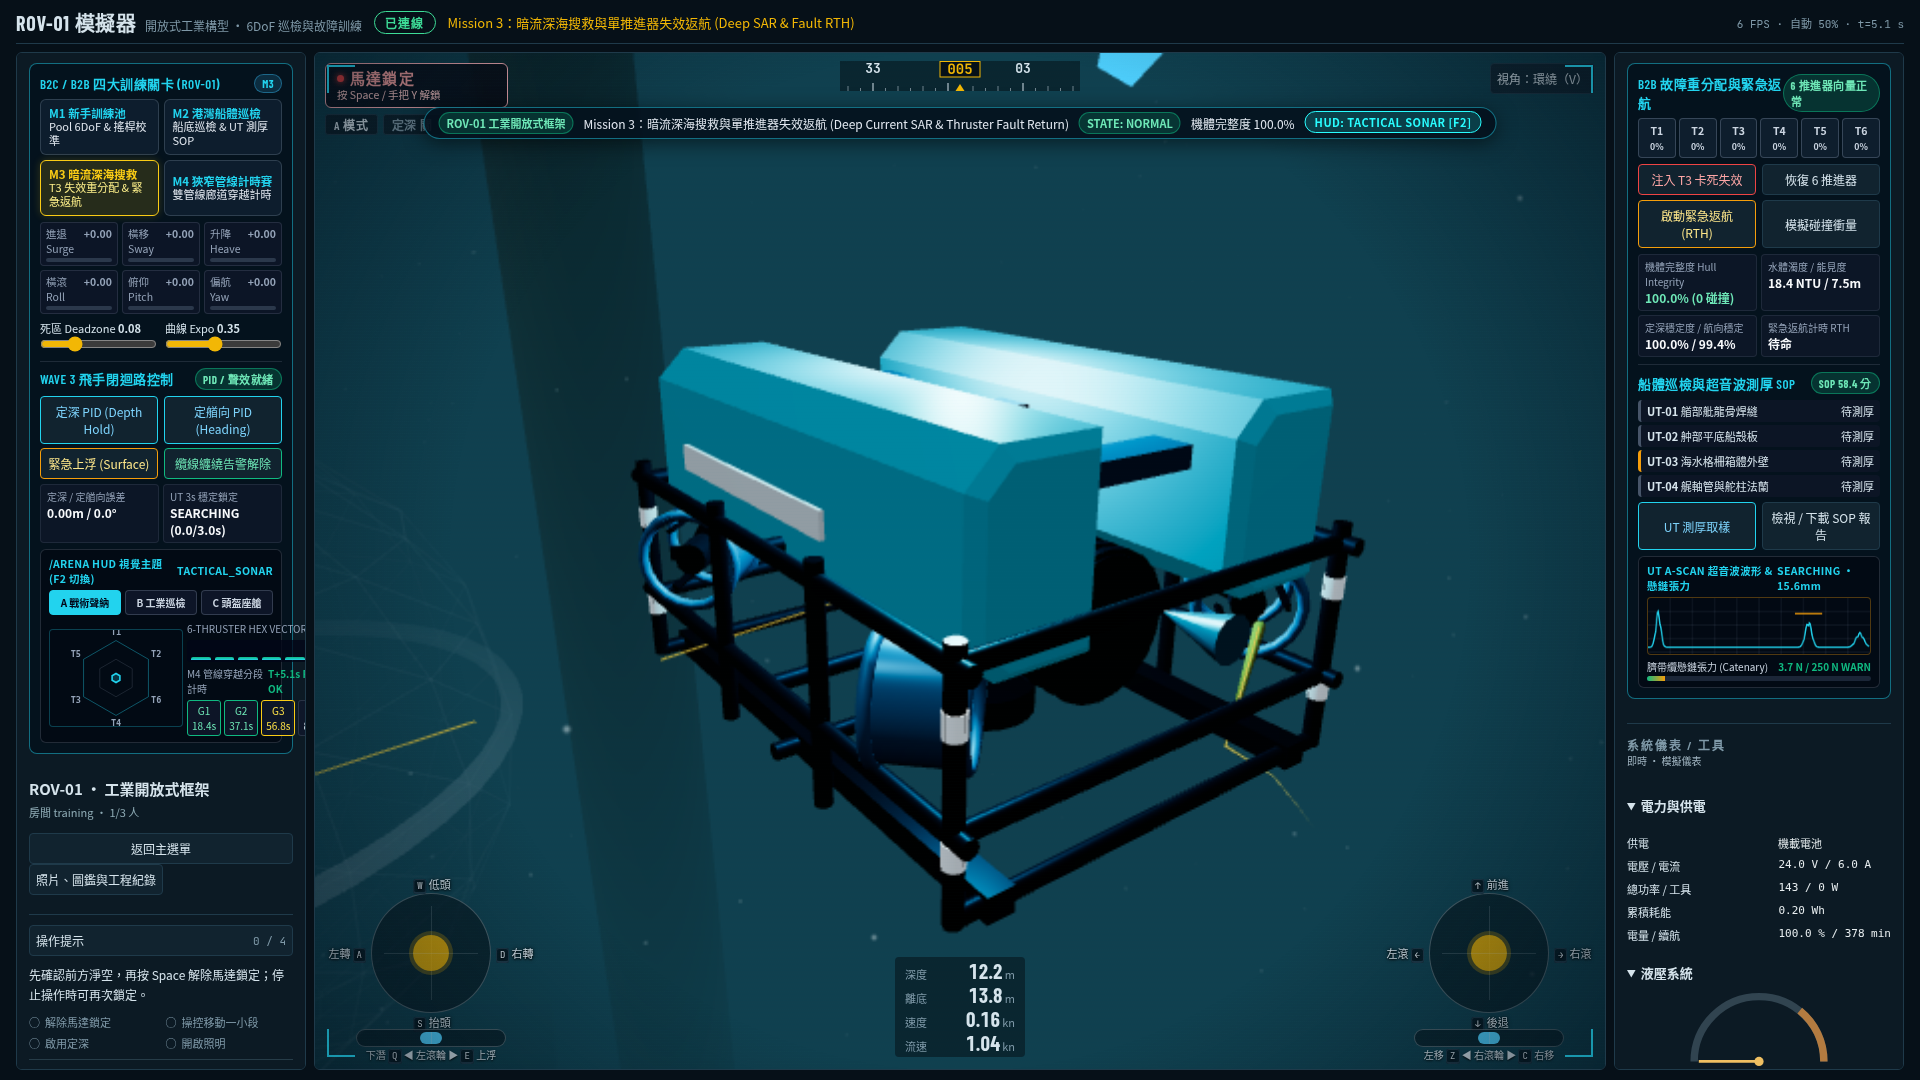 ROV-01 模擬器 開放式工業構型 · 6DoF 巡檢與故障訓練 已連線 Mission 3：暗流深海搜救與單推進器失效返航 (Deep SAR & Fault RTH)
6 FPS · 自動 50% · t=5.1 s
B2C / B2B 四大訓練關卡 (ROV-01) M3
M1 新手訓練池
Pool 6DoF & 搖桿校準
M2 港灣船體巡檢
船底巡檢 & UT 測厚 SOP
M3 暗流深海搜救
T3 失效重分配 & 緊急返航
M4 狹窄管線計時賽
雙管線廊道穿越計時
進退 Surge +0.00
橫移 Sway +0.00
升降 Heave +0.00
橫滾 Roll +0.00
俯仰 Pitch +0.00
偏航 Yaw +0.00
死區 Deadzone 0.08
曲線 Expo 0.35
WAVE 3 飛手閉迴路控制 PID / 聲效就緒
定深 PID (Depth Hold)
定艏向 PID (Heading)
緊急上浮 (Surface)
纜線纏繞告警解除
定深 / 定艏向誤差
0.00m / 0.0°
UT 3s 穩定鎖定
SEARCHING (0.0/3.0s)
/ARENA HUD 視覺主題 (F2 切換) TACTICAL_SONAR
A 戰術聲納
B 工業巡檢
C 頭盔座艙
T1
T5
T2
T3
T6
T4
6-THRUSTER HEX VECTOR
M4 管線穿越分段計時
T+5.1s
OK
G1
18.4s
G2
37.1s
G3
56.8s
ROV-01 · 工業開放式框架
房間 training · 1/3 人
返回主選單
照片、圖鑑與工程紀錄
操作提示 0 / 4
先確認前方淨空，再按 Space 解除馬達鎖定；停止操作時可再次鎖定。
解除馬達鎖定
操控移動一小段
啟用定深
開啟照明
馬達鎖定
按 Space / 手把 Y 解鎖
A 模式
定深
33
005
03
視角：環繞（V）
ROV-01 工業開放式框架 Mission 3：暗流深海搜救與單推進器失效返航 (Deep Current SAR & Thruster Fault Return) STATE: NORMAL 機體完整度 100.0% HUD: TACTICAL SONAR [F2]
W 低頭
左轉 A
D 右轉
S 抬頭
下潛 Q ◀ 左滾輪 ▶ E 上浮
深度 12.2 m
離底 13.8 m
速度 0.16 kn
流速 1.04 kn
↑ 前進
左滾 ←
→ 右滾
↓ 後退
左移 Z ◀ 右滾輪 ▶ C 右移
B2B 故障重分配與緊急返航 6 推進器向量正常
T1 0%
T2 0%
T3 0%
T4 0%
T5 0%
T6 0%
注入 T3 卡死失效
恢復 6 推進器
啟動緊急返航 (RTH)
模擬碰撞衝量
機體完整度 Hull Integrity
100.0% (0 碰撞)
水體濁度 / 能見度
18.4 NTU / 7.5m
定深穩定度 / 航向穩定
100.0% / 99.4%
緊急返航計時 RTH
待命
船體巡檢與超音波測厚 SOP SOP 58.4 分
UT-01 艏部舭龍骨焊縫 待測厚
UT-02 舯部平底船殼板 待測厚
UT-03 海水格柵箱體外壁 待測厚
UT-04 艉軸管與舵柱法蘭 待測厚
UT 測厚取樣
檢視 / 下載 SOP 報告
UT A-SCAN 超音波波形 & 懸鏈張力 SEARCHING · 15.6mm
臍帶纜懸鏈張力 (Catenary) 3.7 N / 250 N WARN
系統儀表 / 工具
即時 · 模擬儀表
▼ 電力與供電
供電 機載電池
電壓 / 電流 24.0 V / 6.0 A
總功率 / 工具 143 / 0 W
累積耗能 0.20 Wh
電量 / 續航 100.0 % / 378 min
▼ 液壓系統